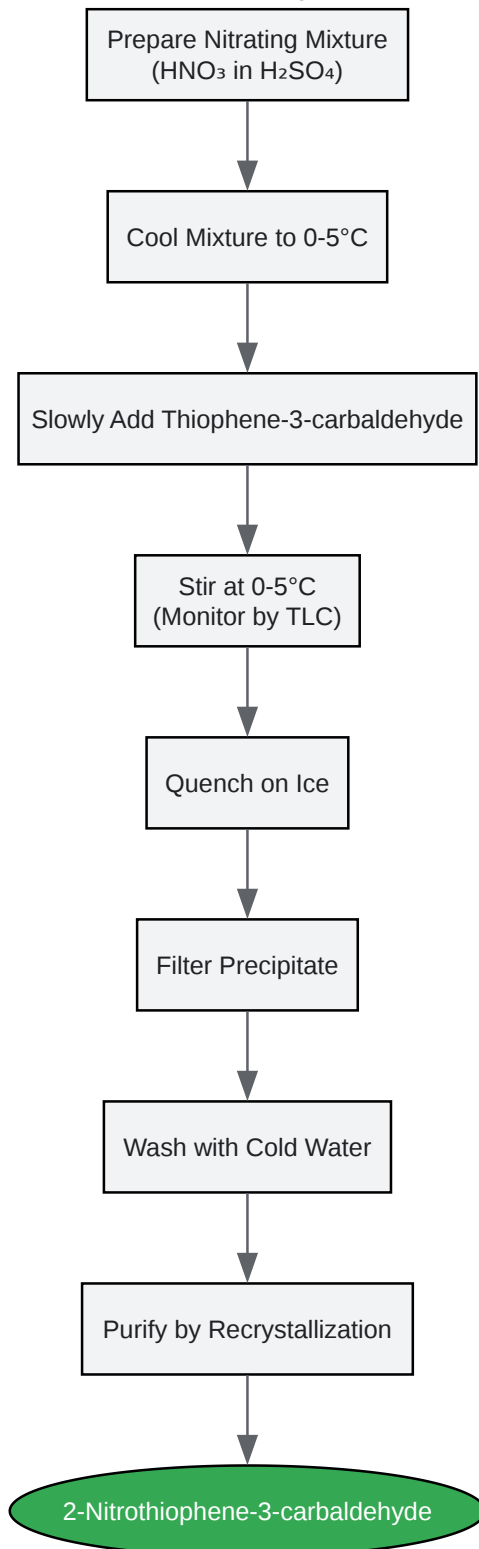 Prepare Nitrating Mixture
(HNO₃ in H₂SO₄)
Cool Mixture to 0-5°C
Slowly Add Thiophene-3-carbaldehyde
Stir at 0-5°C
(Monitor by TLC)
Quench on Ice
Filter Precipitate
Wash with Cold Water
Purify by Recrystallization
2-Nitrothiophene-3-carbaldehyde